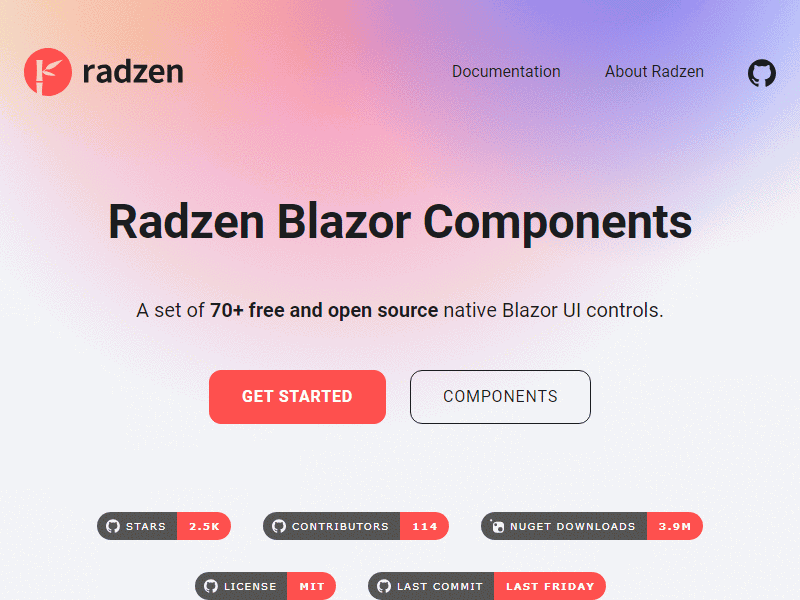 radzen
Documentation
About Radzen
Radzen Blazor Components
A set of 70+ free and open source native Blazor UI controls.
GET STARTED
COMPONENTS
STARS 2.5K
CONTRIBUTORS 114
NUGET DOWNLOADS 3.9M
LICENSE MIT
LAST COMMIT LAST FRIDAY